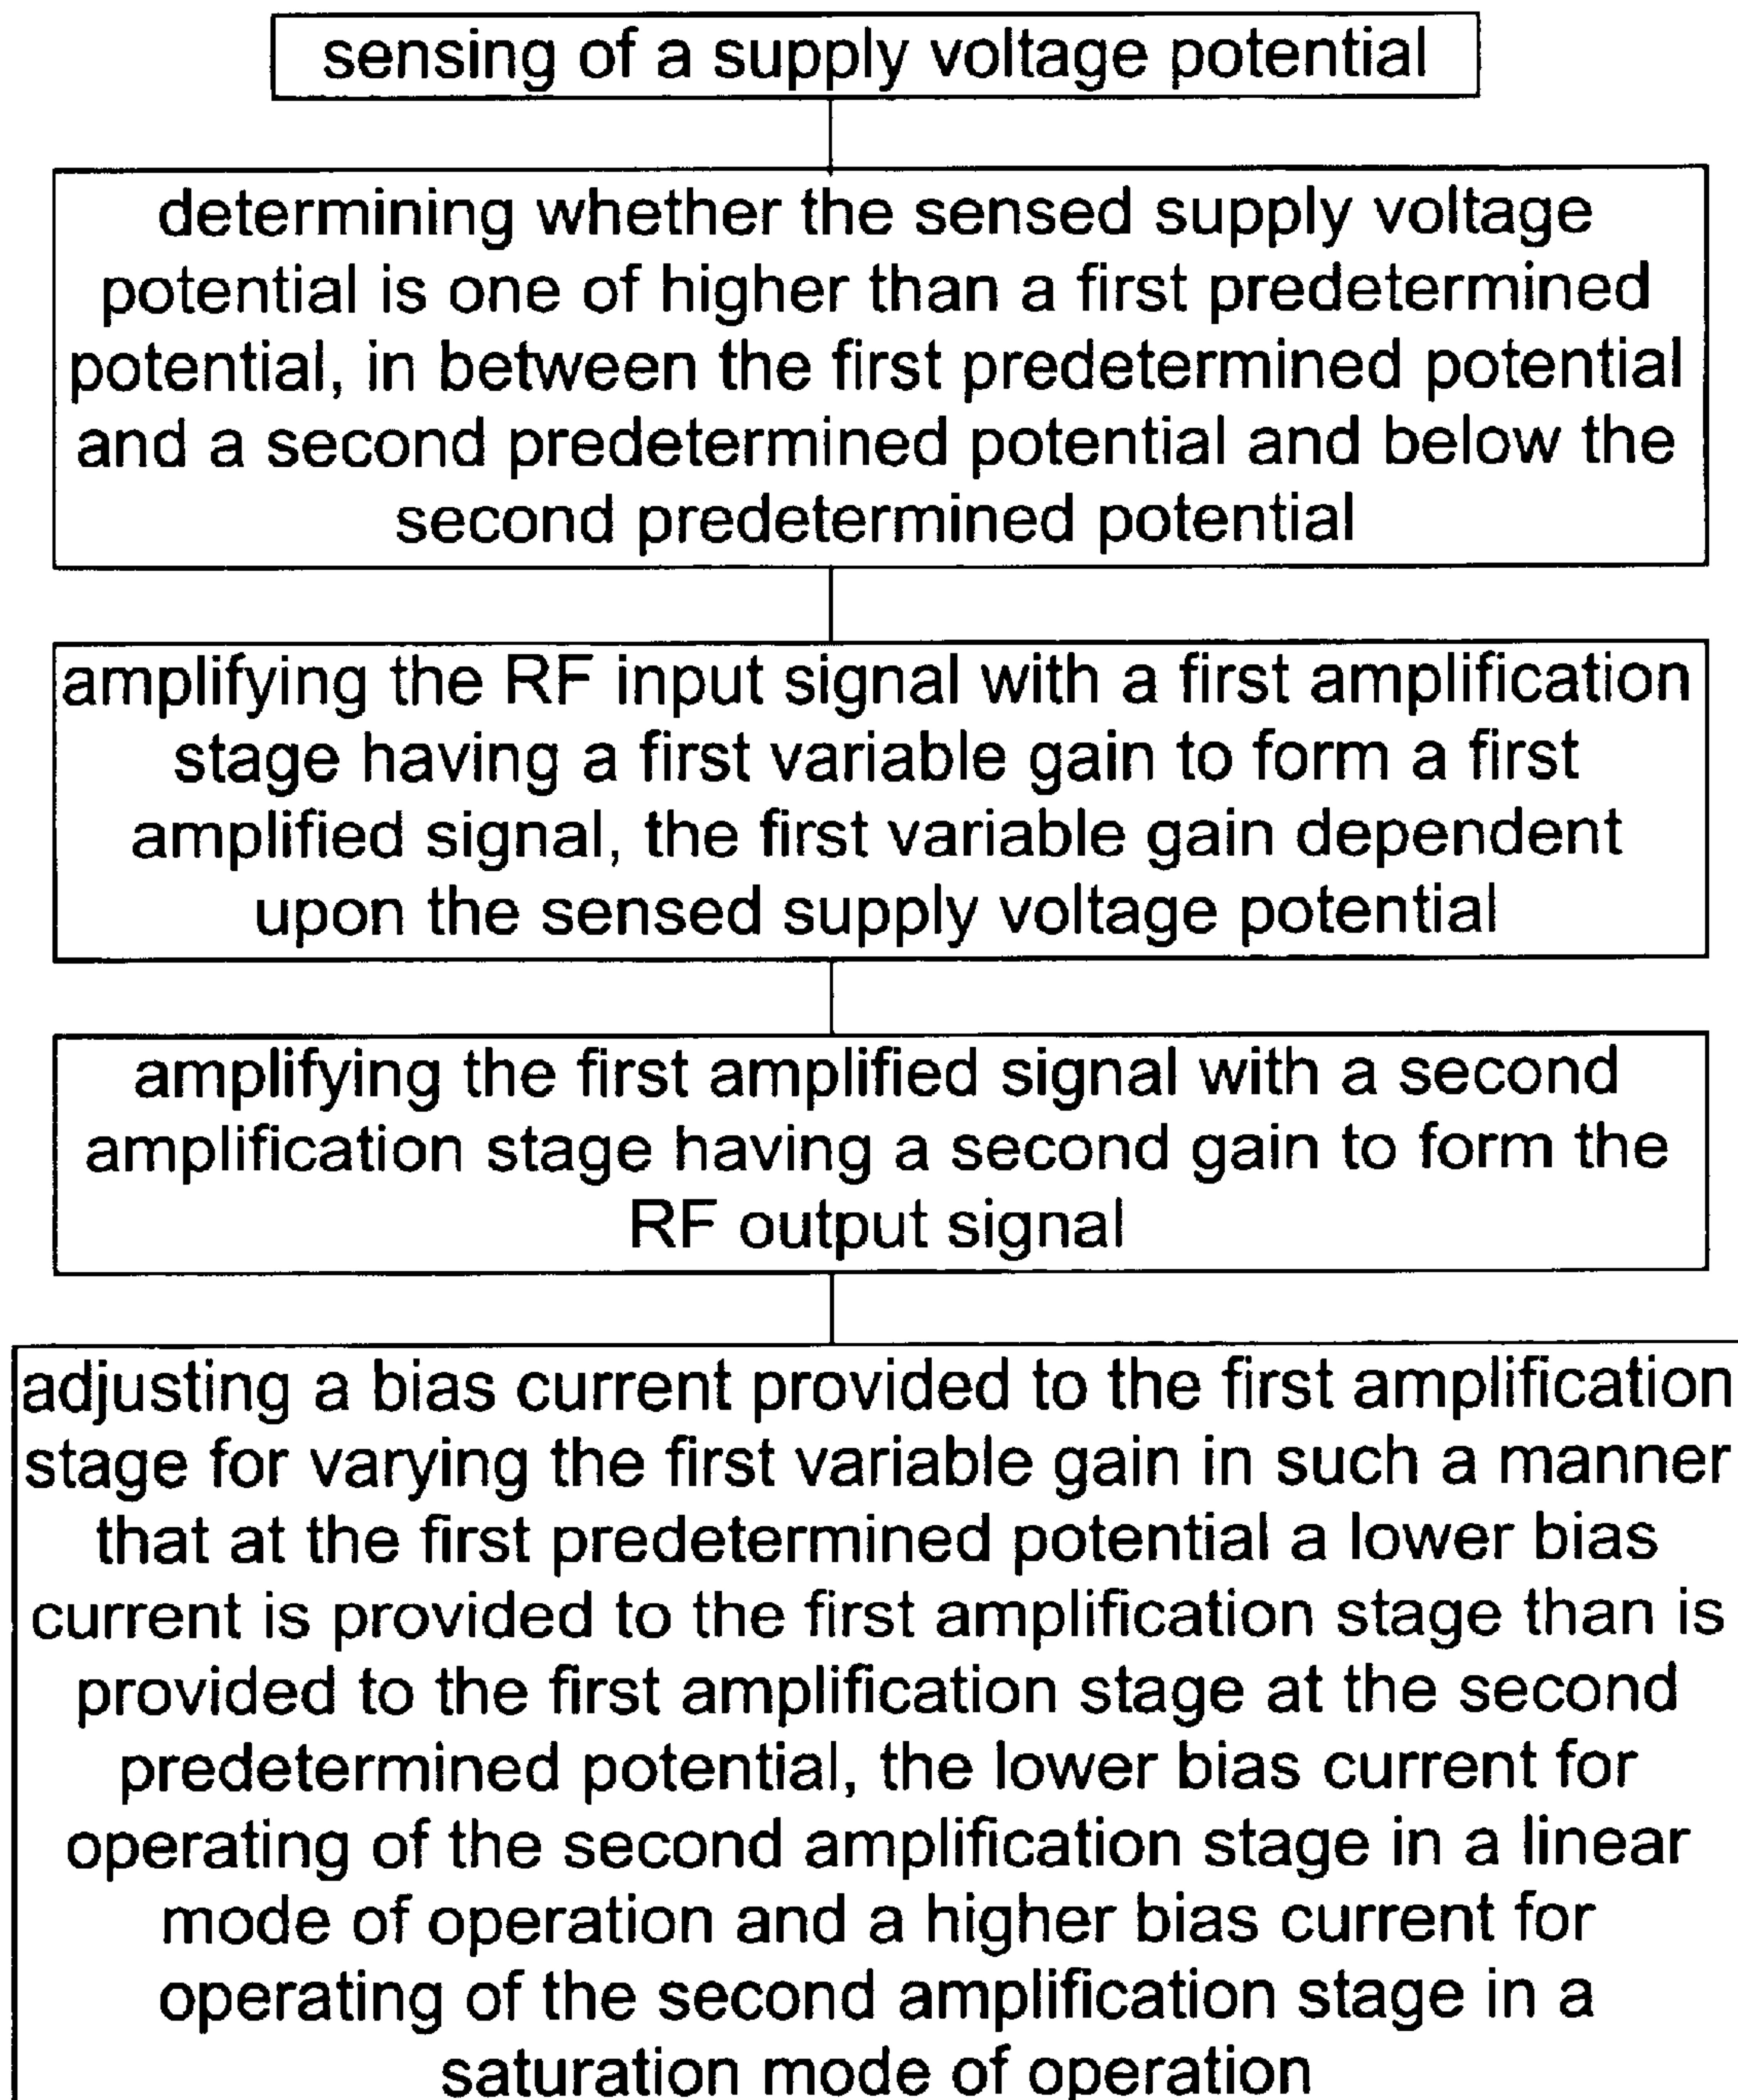 sensing of a supply voltage potential
determining whether the sensed supply voltage
potential is one of higher than a first predetermined
potential, in between the first predetermined potential
and a second predetermined potential and below the
second predetermined potential
amplifying the RF input signal with a first amplification
stage having a first variable gain to form a first
amplified signal, the first variable gain dependent
upon the sensed supply voltage potential
amplifying the first amplified signal with a second
amplification stage having a second gain to form the
RF output signal
adjusting a bias current provided to the first amplification
stage for varying the first variable gain in such a manner
that at the first predetermined potential a lower bias
current is provided to the first amplification stage than is
provided to the first amplification stage at the second
predetermined potential, the lower bias current for
operating of the second amplification stage in a linear
mode of operation and a higher bias current for
operating of the second amplification stage in a
saturation mode of operation